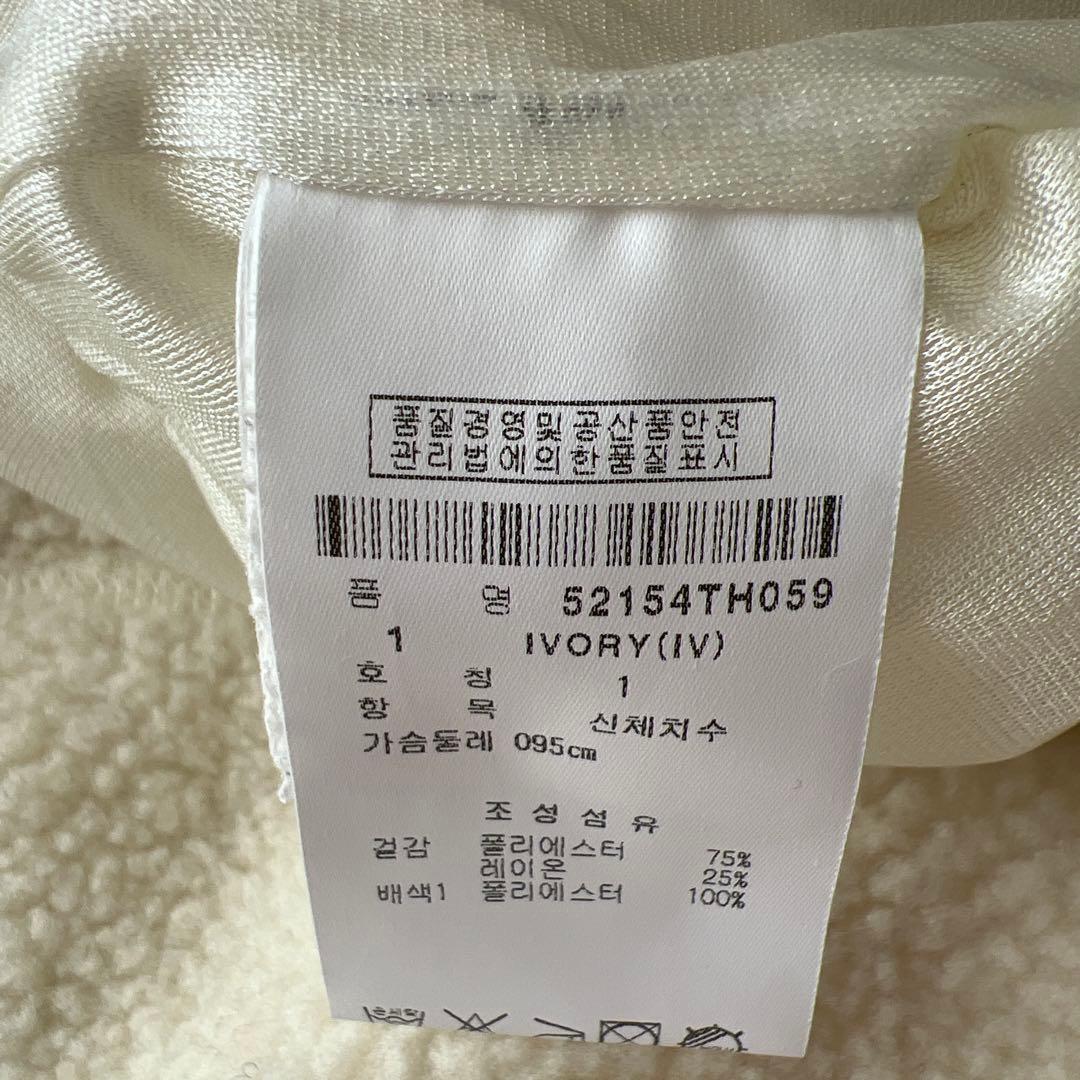 품질경영및공산품안전
관리법에의한품질표시
품 명 52154TH059
1 IVORY(IV)
호 칭 1
항 목 신체치수
가슴둘레 095cm
조성섬유
겉감 폴리에스터 75%
레이온 25%
배색1 폴리에스터 100%